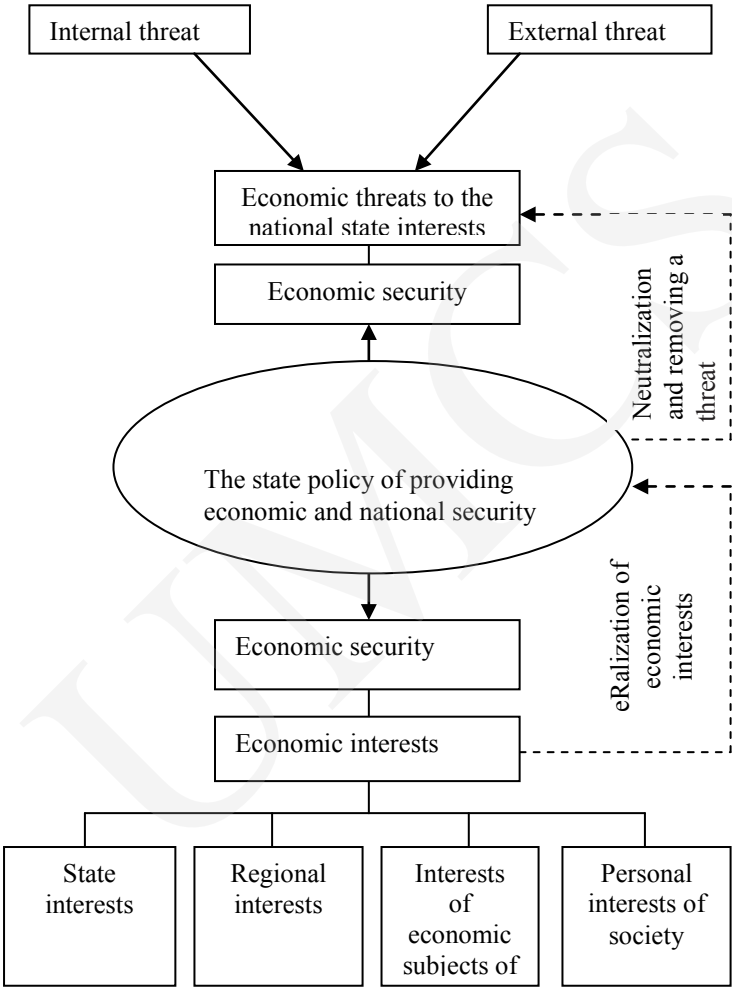 Internal threat
External threat
Economic threats to the
national state interests
Economic security
Neutralization
and removing a
threat
The state policy of providing
economic and national security
eRalization of
economic
interests
Economic security
Economic interests
State
interests
Regional
interests
Interests
of
economic
subjects of
Personal
interests of
society
UMCS